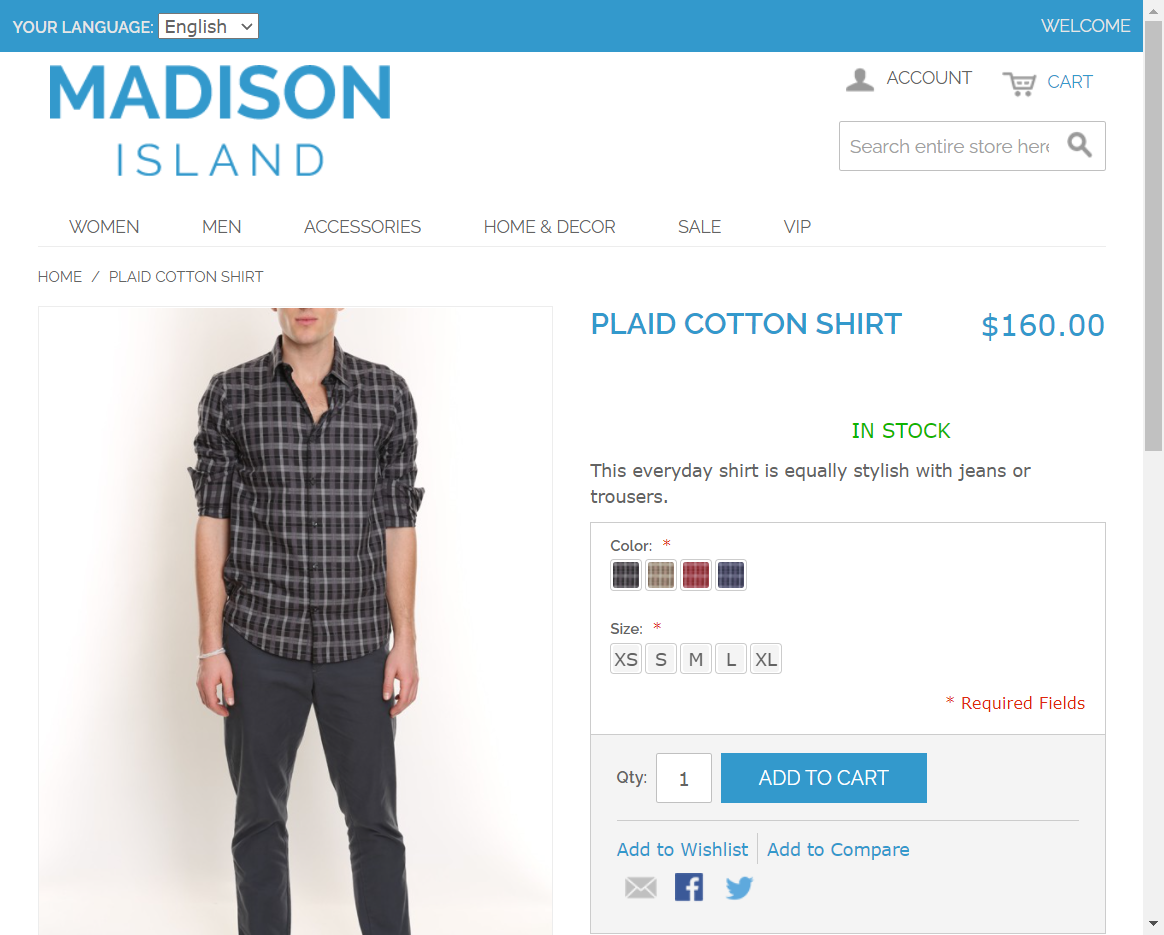 YOUR LANGUAGE: English WELCOME
MADISON
ISLAND
ACCOUNT CART
Search entire store here
WOMEN MEN ACCESSORIES HOME & DECOR SALE VIP
HOME / PLAID COTTON SHIRT
PLAID COTTON SHIRT $160.00
IN STOCK
This everyday shirt is equally stylish with jeans or
trousers.
Color: *
Size: *
XS S M L XL
* Required Fields
Qty: 1 ADD TO CART
Add to Wishlist Add to Compare